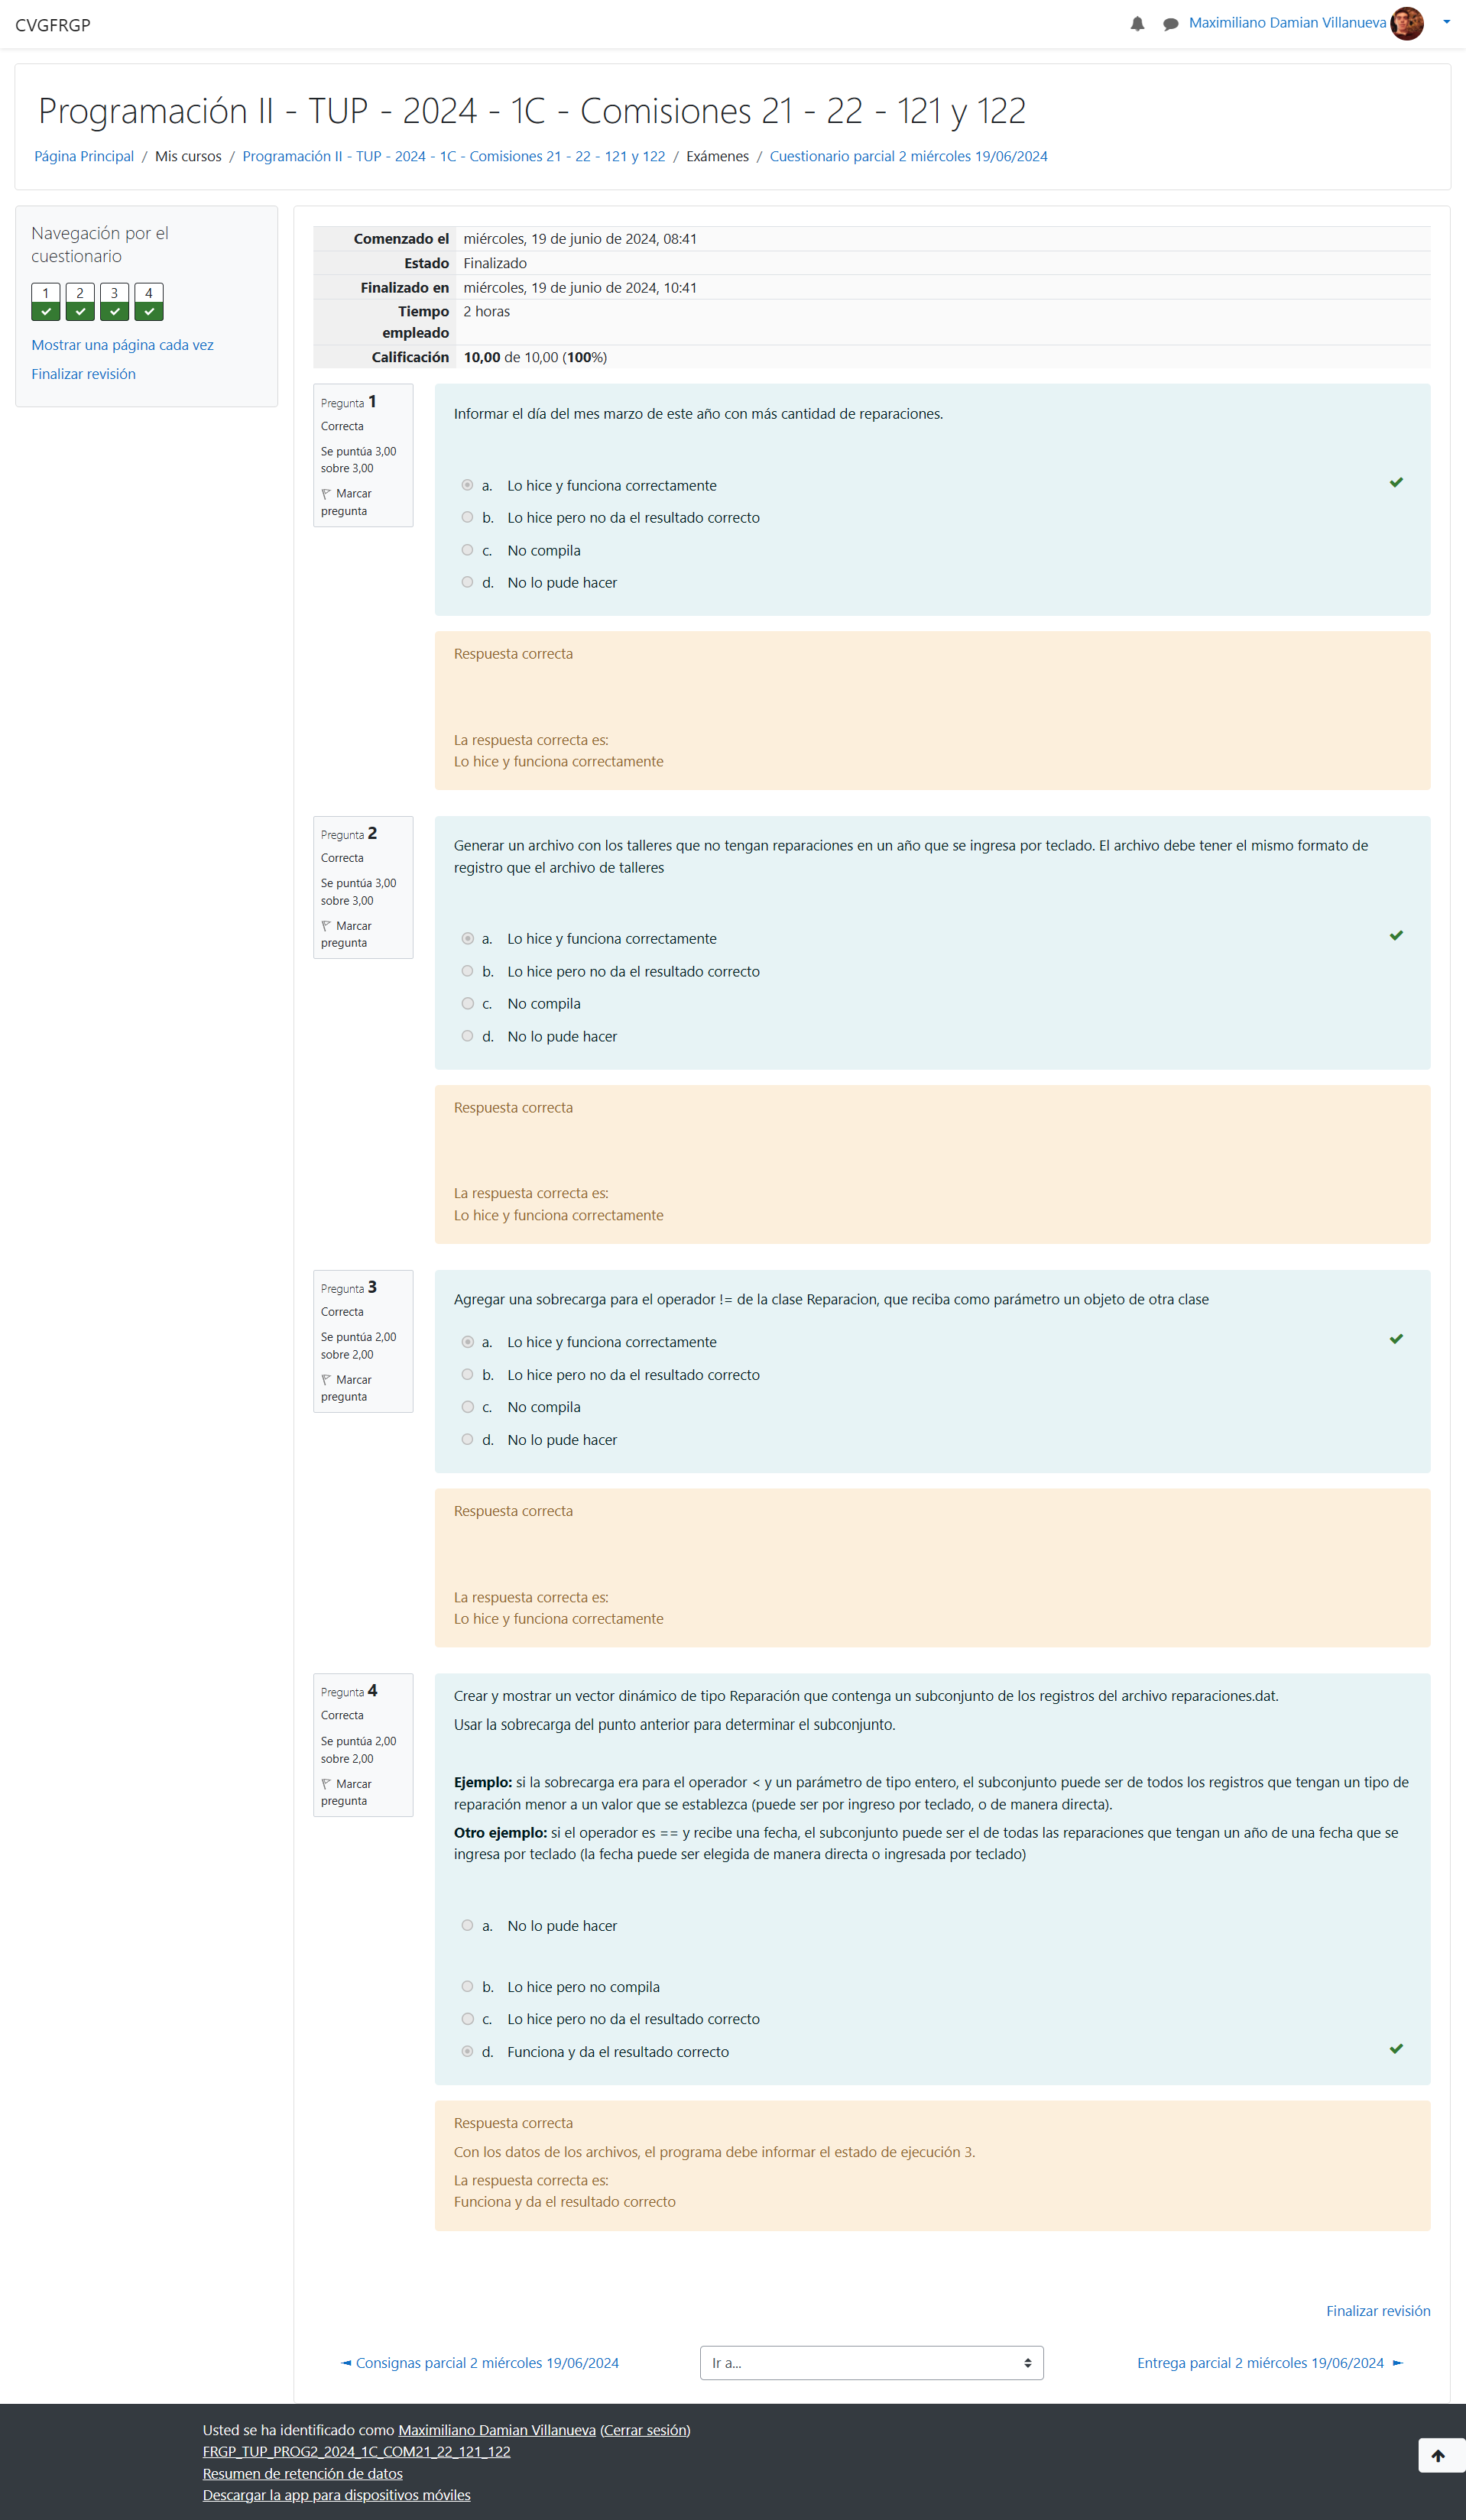 CVGFRGP
Maximiliano Damian Villanueva
Programación II - TUP - 2024 - 1C - Comisiones 21 - 22 - 121 y 122
Página Principal / Mis cursos / Programación II - TUP - 2024 - 1C - Comisiones 21 - 22 - 121 y 122 / Exámenes / Cuestionario parcial 2 miércoles 19/06/2024
Navegación por el
cuestionario
1 2 3 4
Mostrar una página cada vez
Finalizar revisión
Comenzado el miércoles, 19 de junio de 2024, 08:41
Estado Finalizado
Finalizado en miércoles, 19 de junio de 2024, 10:41
Tiempo 2 horas
empleado
Calificación 10,00 de 10,00 (100%)
Pregunta 1
Correcta
Se puntúa 3,00
sobre 3,00
Marcar
pregunta
Informar el día del mes marzo de este año con más cantidad de reparaciones.
a. Lo hice y funciona correctamente
b. Lo hice pero no da el resultado correcto
c. No compila
d. No lo pude hacer
Respuesta correcta
La respuesta correcta es:
Lo hice y funciona correctamente
Pregunta 2
Correcta
Se puntúa 3,00
sobre 3,00
Marcar
pregunta
Generar un archivo con los talleres que no tengan reparaciones en un año que se ingresa por teclado. El archivo debe tener el mismo formato de
registro que el archivo de talleres
a. Lo hice y funciona correctamente
b. Lo hice pero no da el resultado correcto
c. No compila
d. No lo pude hacer
Respuesta correcta
La respuesta correcta es:
Lo hice y funciona correctamente
Pregunta 3
Correcta
Se puntúa 2,00
sobre 2,00
Marcar
pregunta
Agregar una sobrecarga para el operador != de la clase Reparacion, que reciba como parámetro un objeto de otra clase
a. Lo hice y funciona correctamente
b. Lo hice pero no da el resultado correcto
c. No compila
d. No lo pude hacer
Respuesta correcta
La respuesta correcta es:
Lo hice y funciona correctamente
Pregunta 4
Correcta
Se puntúa 2,00
sobre 2,00
Marcar
pregunta
Crear y mostrar un vector dinámico de tipo Reparación que contenga un subconjunto de los registros del archivo reparaciones.dat.
Usar la sobrecarga del punto anterior para determinar el subconjunto.
Ejemplo: si la sobrecarga era para el operador < y un parámetro de tipo entero, el subconjunto puede ser de todos los registros que tengan un tipo de
reparación menor a un valor que se establezca (puede ser por ingreso por teclado, o de manera directa).
Otro ejemplo: si el operador es == y recibe una fecha, el subconjunto puede ser el de todas las reparaciones que tengan un año de una fecha que se
ingresa por teclado (la fecha puede ser elegida de manera directa o ingresada por teclado)
a. No lo pude hacer
b. Lo hice pero no compila
c. Lo hice pero no da el resultado correcto
d. Funciona y da el resultado correcto
Respuesta correcta
Con los datos de los archivos, el programa debe informar el estado de ejecución 3.
La respuesta correcta es:
Funciona y da el resultado correcto
Finalizar revisión
◄ Consignas parcial 2 miércoles 19/06/2024
Ir a...
Entrega parcial 2 miércoles 19/06/2024 ►
Usted se ha identificado como Maximiliano Damian Villanueva (Cerrar sesión)
FRGP_TUP_PROG2_2024_1C_COM21_22_121_122
Resumen de retención de datos
Descargar la app para dispositivos móviles